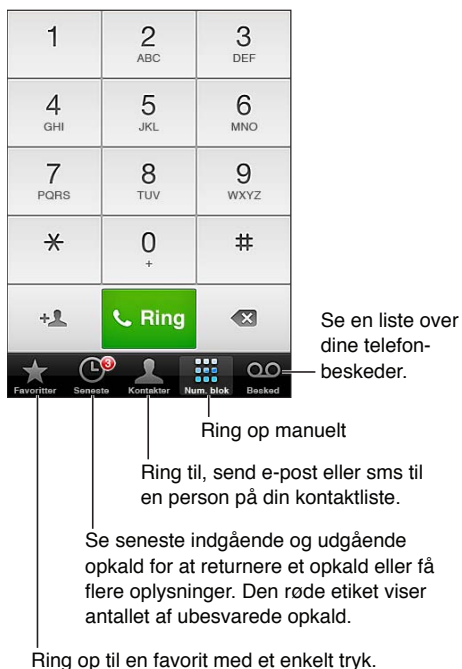 1 2 3
ABC DEF
4 5 6
GHI JKL MNO
7 8 9
PQRS TUV WXYZ
* 0 #
+
+ Ring
3
Favoritter Seneste Kontakter Num. blok Besked
Se en liste over
dine telefon-
beskeder.
Ring op manuelt
Ring til, send e-post eller sms til
en person på din kontaktliste.
Se seneste indgående og udgående
opkald for at returnere et opkald eller få
flere oplysninger. Den røde etiket viser
antallet af ubesvarede opkald.
Ring op til en favorit med et enkelt tryk.